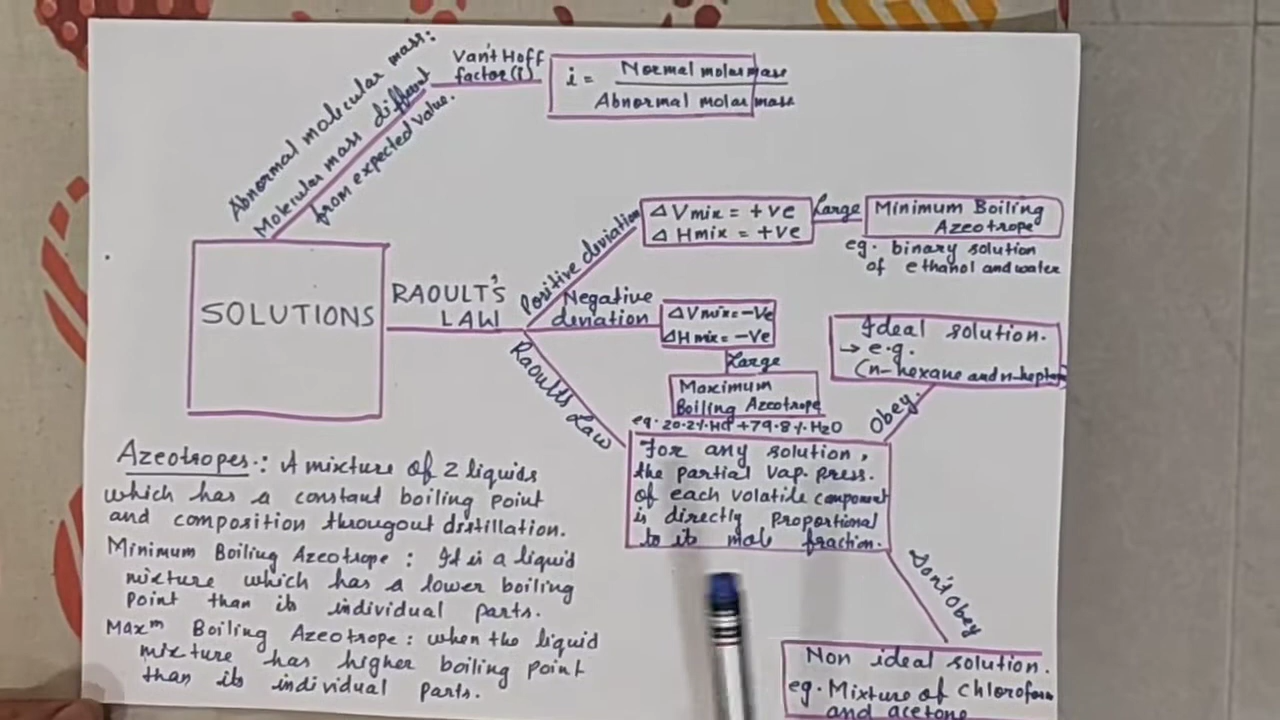 Abnormal molecular mass:
Molecular mass different
from expected value.
Van't Hoff
factor(i)
i = Normal molar mass
Abnormal molar mass
SOLUTIONS
RAOULT'S
LAW
Positive deviation
Δ Vmix = +ve
Δ Hmix = +ve
Large
Minimum Boiling
Azeotrope
eg. binary solution
of ethanol and water
Negative
deviation
ΔVmix=-Ve
ΔHmix=-Ve
Large
Maximum
Boiling Azeotrope
eg. 20.2% HCl +79.8% H2O
Raoults Law
For any solution,
the partial vap. press.
of each volatile component
is directly proportional
to its mole fraction.
Obey.
Ideal solution.
→ e.g.
(n-hexane and n-heptane
Don't Obey
Non ideal solution.
eg. Mixture of Chloroform
and acetone
Azeotropes: A mixture of 2 liquids
which has a constant boiling point
and composition througout distillation.
Minimum Boiling Azeotrope: It is a liquid
mixture which has a lower boiling
point than its individual parts.
Maxm Boiling Azeotrope: when the liquid
mixture has higher boiling point
than its individual parts.